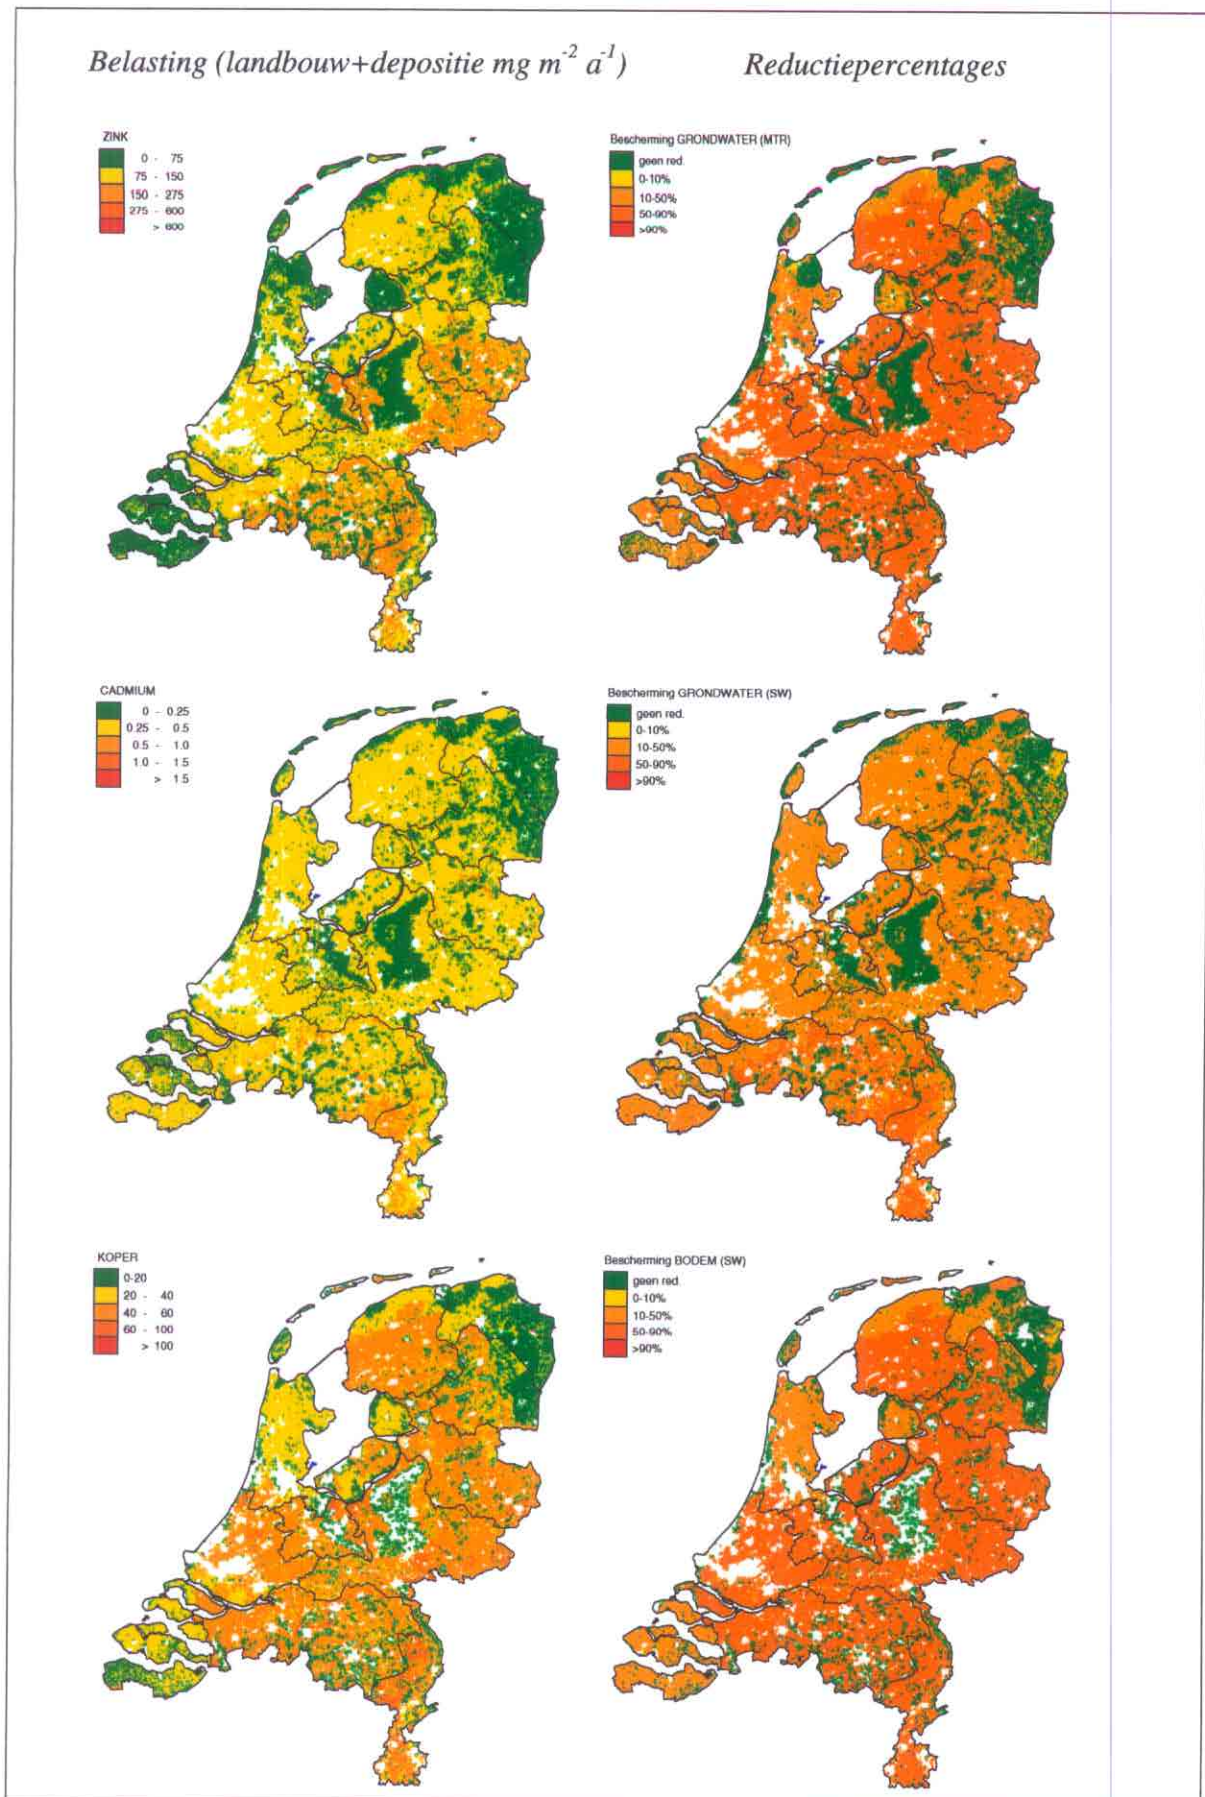 Belasting (landbouw+depositie mg m⁻² a⁻¹)
Reductiepercentages
ZINK
0 - 75
75 - 150
150 - 275
275 - 600
> 600
Bescherming GRONDWATER (MTR)
geen red.
0-10%
10-50%
50-90%
>90%
CADMIUM
0 - 0.25
0.25 - 0.5
0.5 - 1.0
1.0 - 1.5
> 1.5
Bescherming GRONDWATER (SW)
geen red.
0-10%
10-50%
50-90%
>90%
KOPER
0-20
20 - 40
40 - 60
60 - 100
> 100
Bescherming BODEM (SW)
geen red.
0-10%
10-50%
50-90%
>90%